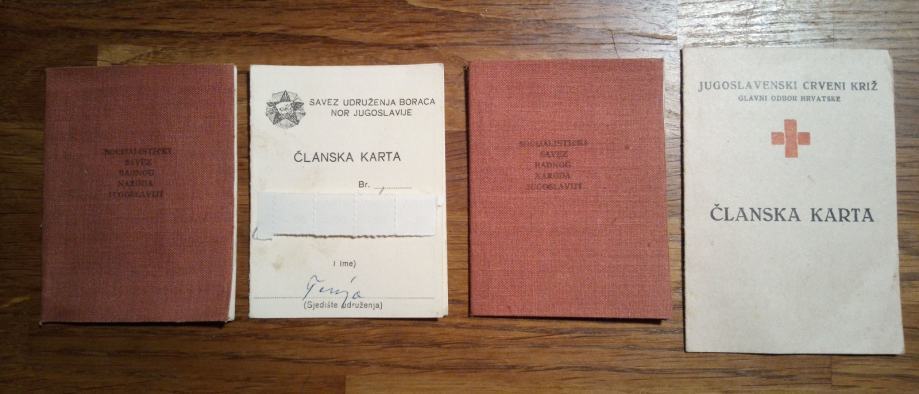 SOCIJALISTIČKI
SAVEZ
RADNOG
NARODA
JUGOSLAVIJE
SAVEZ UDRUŽENJA BORACA
NOR JUGOSLAVIJE
ČLANSKA KARTA
Br.
i ime)
Tenja
(Sjedište udruženja)
SOCIJALISTIČKI
SAVEZ
RADNOG
NARODA
JUGOSLAVIJE
JUGOSLAVENSKI CRVENI KRIŽ
GLAVNI ODBOR HRVATSKE
ČLANSKA KARTA